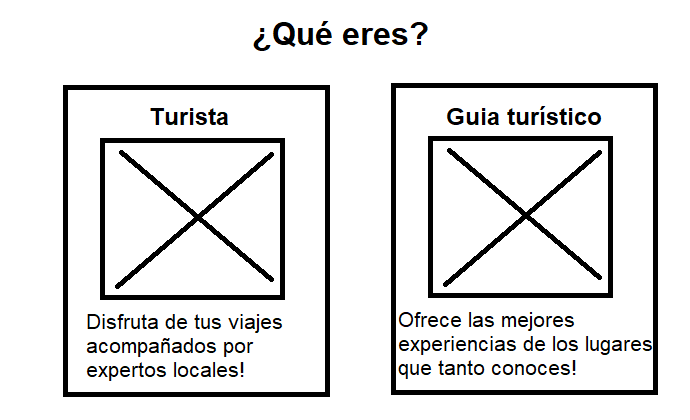 ¿Qué eres?
Turista
Disfruta de tus viajes
acompañados por
expertos locales!
Guia turístico
Ofrece las mejores
experiencias de los lugares
que tanto conoces!